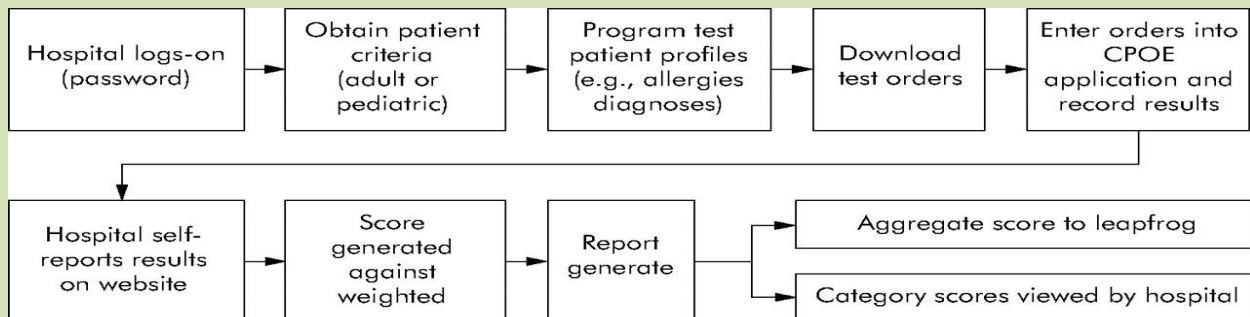 Hospital logs-on
(password)
Obtain patient
criteria
(adult or
pediatric)
Program test
patient profiles
(e.g., allergies
diagnoses)
Download
test orders
Enter orders into
CPOE
application and
record results
Hospital self-
reports results
on website
Score
generated
against
weighted
Report
generate
Aggregate score to leapfrog
Category scores viewed by hospital